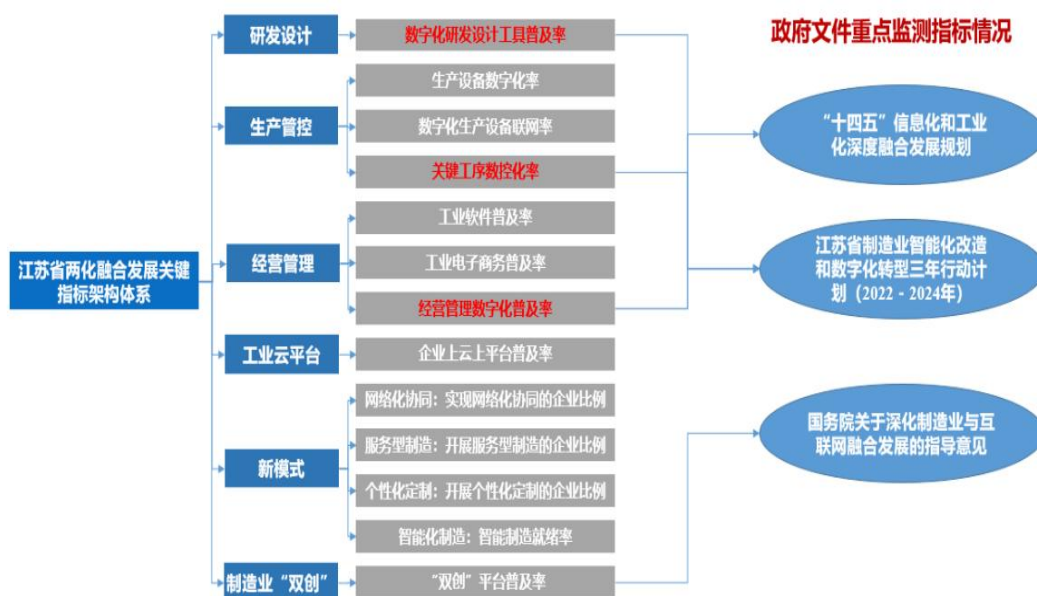 政府文件重点监测指标情况
研发设计
数字化研发设计工具普及率
生产设备数字化率
生产管控
数字化生产设备联网率
关键工序数控化率
“十四五”信息化和工业
化深度融合发展规划
江苏省两化融合发展关键
指标架构体系
工业软件普及率
经营管理
工业电子商务普及率
经营管理数字化普及率
江苏省制造业智能化改造
和数字化转型三年行动计
划（2022 - 2024年）
工业云平台
企业上云上平台普及率
网络化协同：实现网络化协同的企业比例
服务型制造：开展服务型制造的企业比例
新模式
个性化定制：开展个性化定制的企业比例
智能化制造：智能制造就绪率
国务院关于深化制造业与互
联网融合发展的指导意见
制造业“双创”
“双创”平台普及率